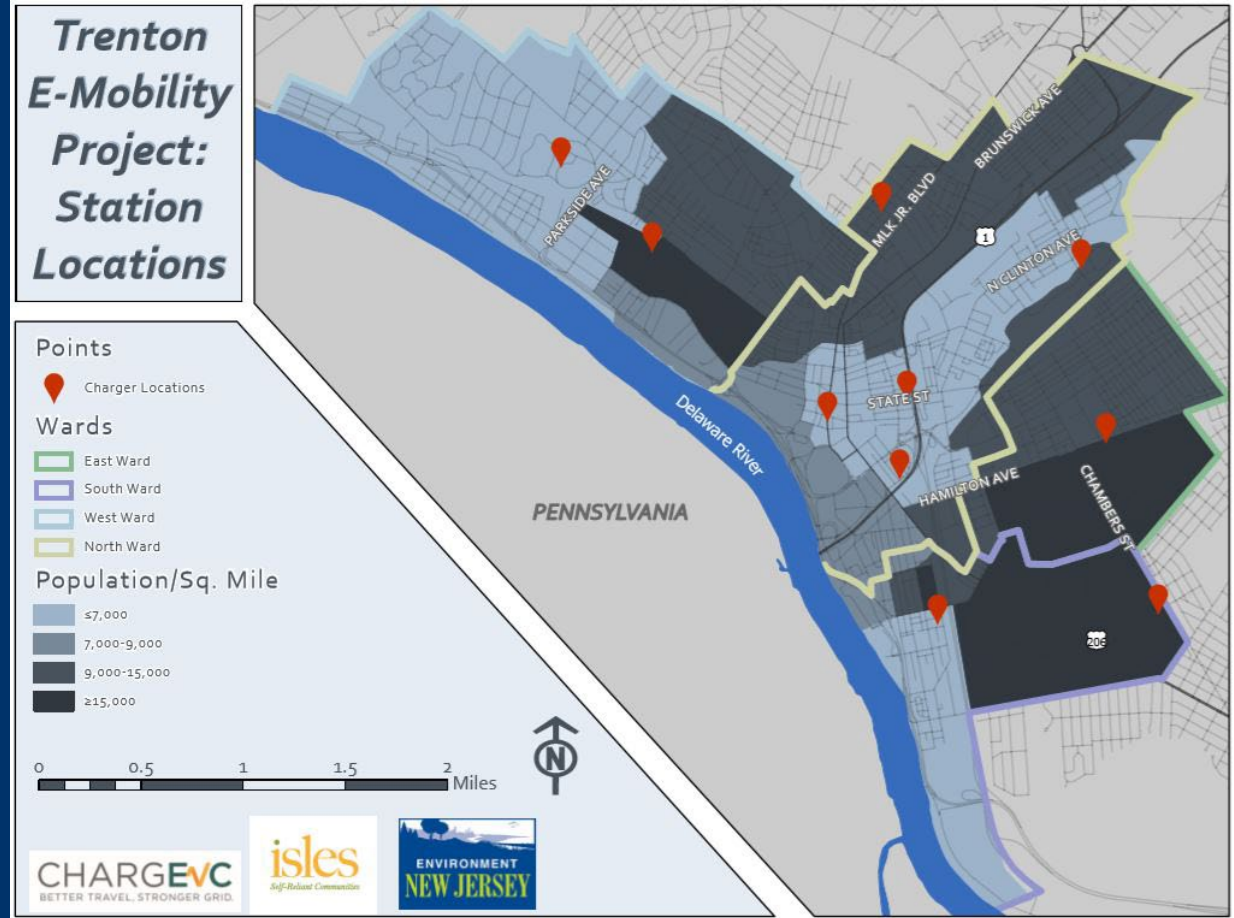 Trenton
E-Mobility
Project:
Station
Locations
Points
Charger Locations
Wards
East Ward
South Ward
West Ward
North Ward
Population/Sq. Mile
≤7,000
7,000-9,000
9,000-15,000
≥15,000
0 0.5 1 1.5 2
Miles
N
CHARGEVC
BETTER TRAVEL, STRONGER GRID.
isles
Self-Reliant Communities
ENVIRONMENT
NEW JERSEY
PARKSIDE AVE
MLK JR. BLVD
BRUNSWICK AVE
1
N CLINTON AVE
STATE ST
HAMILTON AVE
CHAMBERS ST
206
Delaware River
PENNSYLVANIA